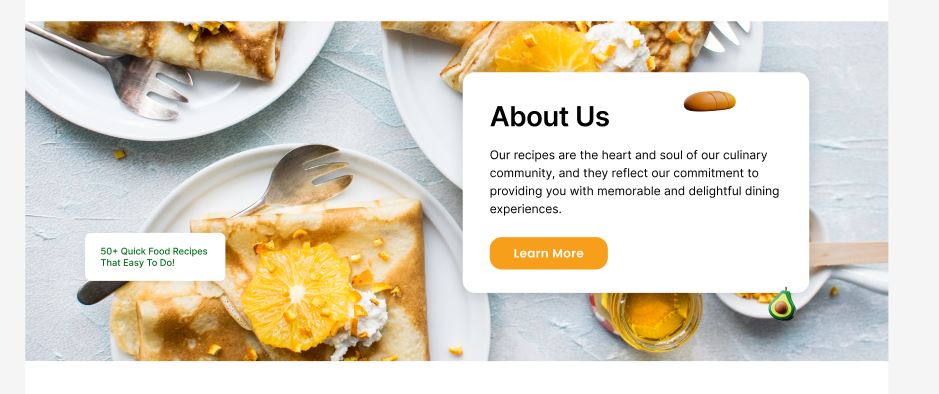 About Us
Our recipes are the heart and soul of our culinary
community, and they reflect our commitment to
providing you with memorable and delightful dining
experiences.
Learn More
50+ Quick Food Recipes
That Easy To Do!